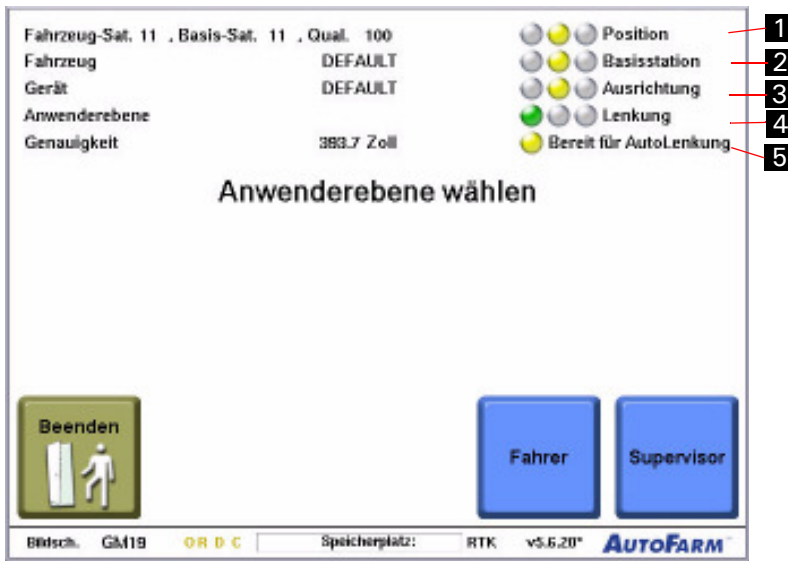 Fahrzeug-Sat. 11 , Basis-Sat. 11 , Qual. 100
Fahrzeug DEFAULT
Gerät DEFAULT
Anwenderebene
Genauigkeit 393.7 Zoll
Position 1
Basisstation 2
Ausrichtung 3
Lenkung 4
Bereit für AutoLenkung 5
Anwenderebene wählen
Beenden
Fahrer
Supervisor
Bildsch. GM19 O R D C Speicherplatz: RTK v5.6.20* AUTOFARM